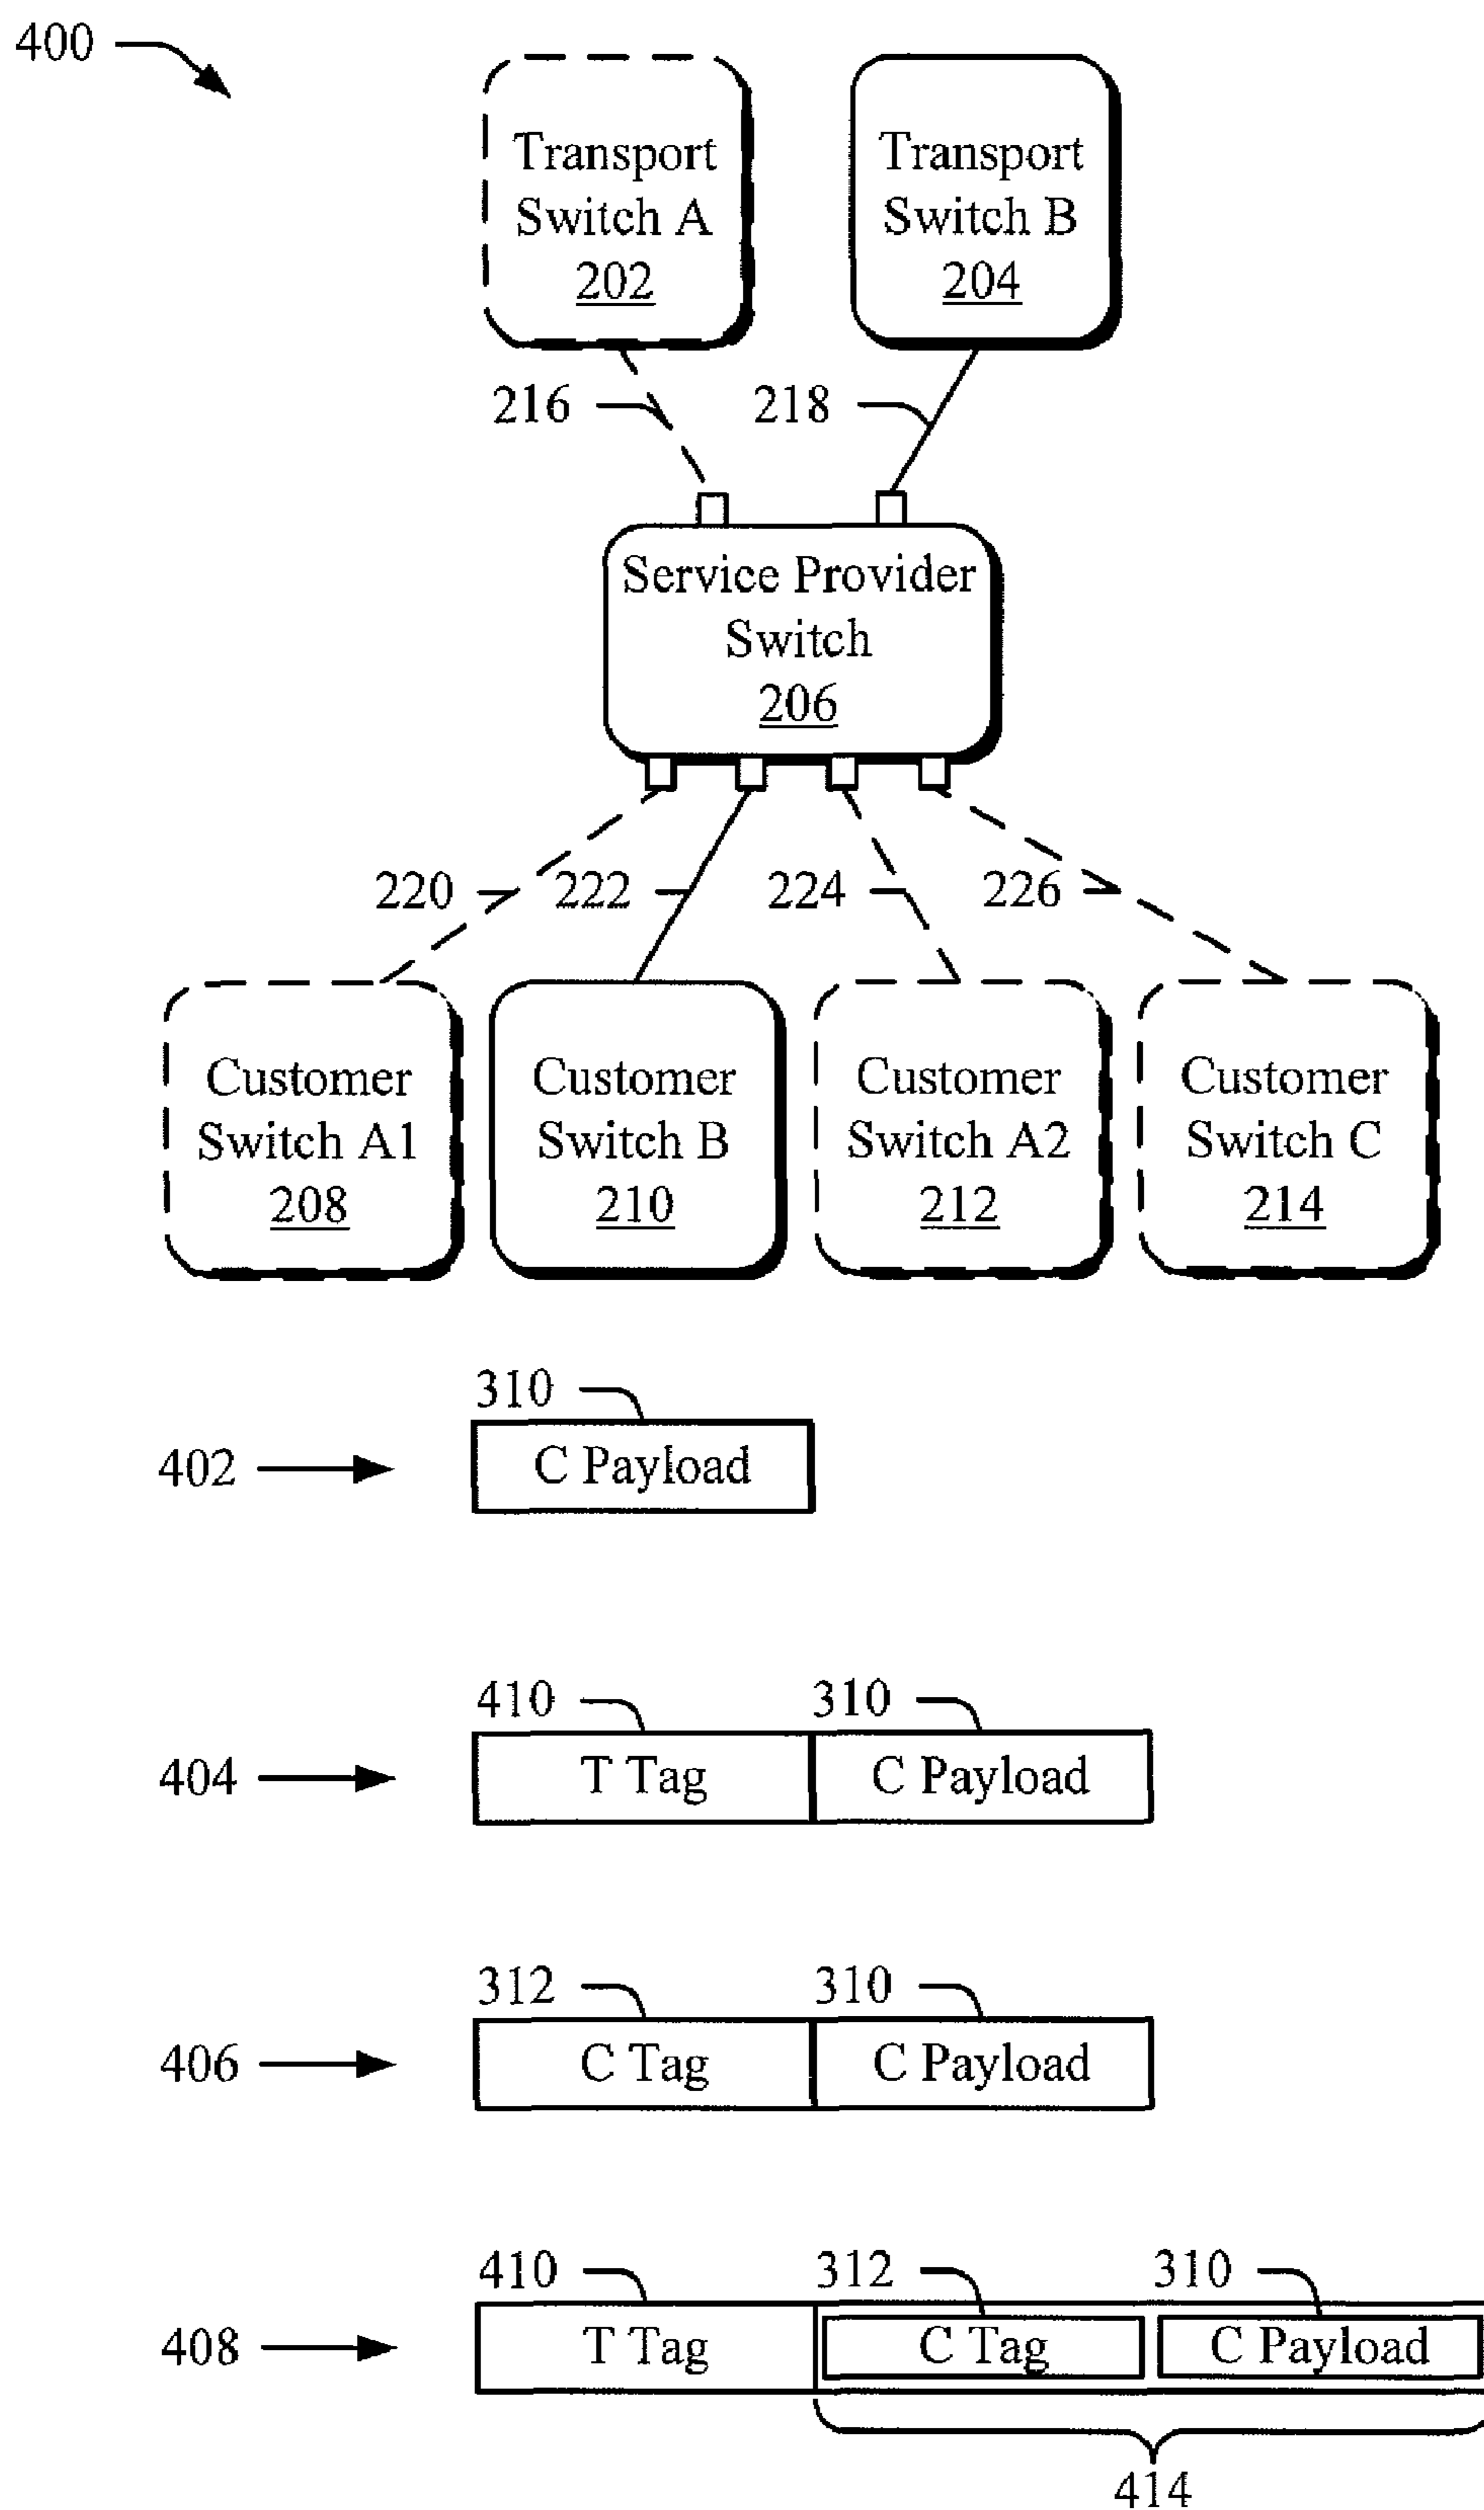 400
Transport
Switch A
202
Transport
Switch B
204
216
218
Service Provider
Switch
206
220
222
224
226
Customer
Switch A1
208
Customer
Switch B
210
Customer
Switch A2
212
Customer
Switch C
214
310
402
C Payload
410
310
404
T Tag
C Payload
312
310
406
C Tag
C Payload
410
312
310
408
T Tag
C Tag
C Payload
414